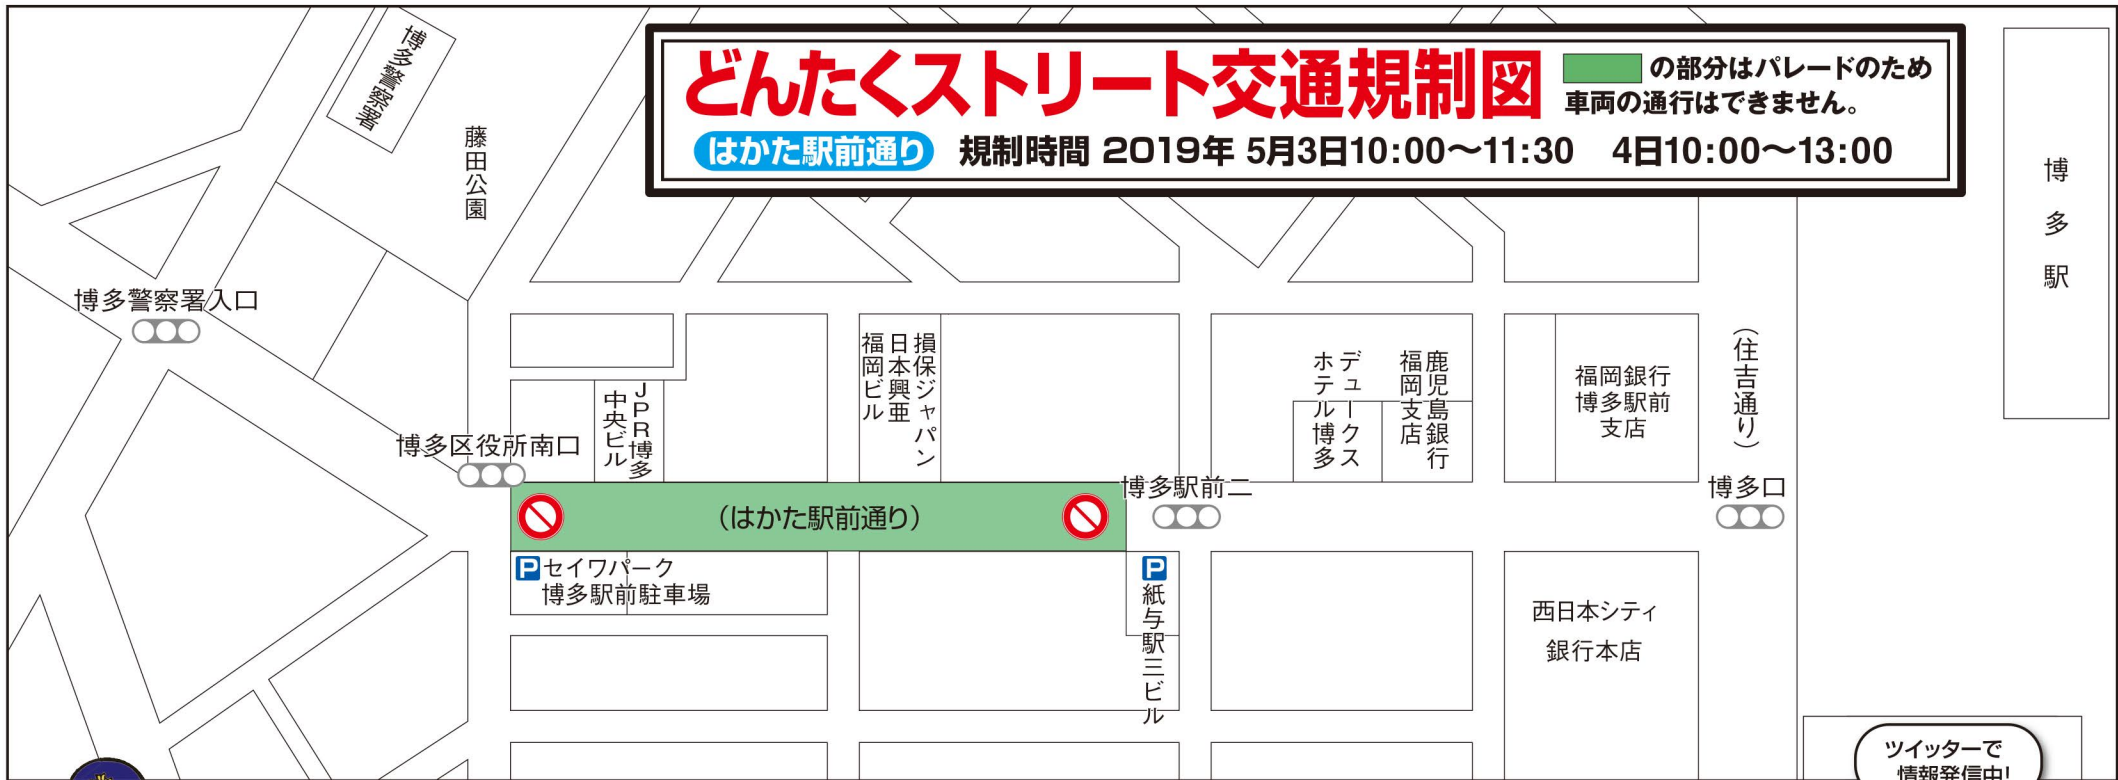 どんたくストリート交通規制図
の部分はパレードのため
車両の通行はできません。
はかた駅前通り 規制時間 2019年 5月3日10:00〜11:30 4日10:00〜13:00
博多警察署
藤田公園
博多駅
博多警察署入口
(住吉通り)
損保ジャパン
日本興亜
福岡ビル
デュークス
ホテル博多
鹿児島銀行
福岡支店
福岡銀行
博多駅前
支店
JPR博多
中央ビル
博多区役所南口
博多駅前二
博多口
(はかた駅前通り)
P セイワパーク
博多駅前駐車場
P 紙与駅三ビル
西日本シティ
銀行本店
ツイッターで
情報発信中!